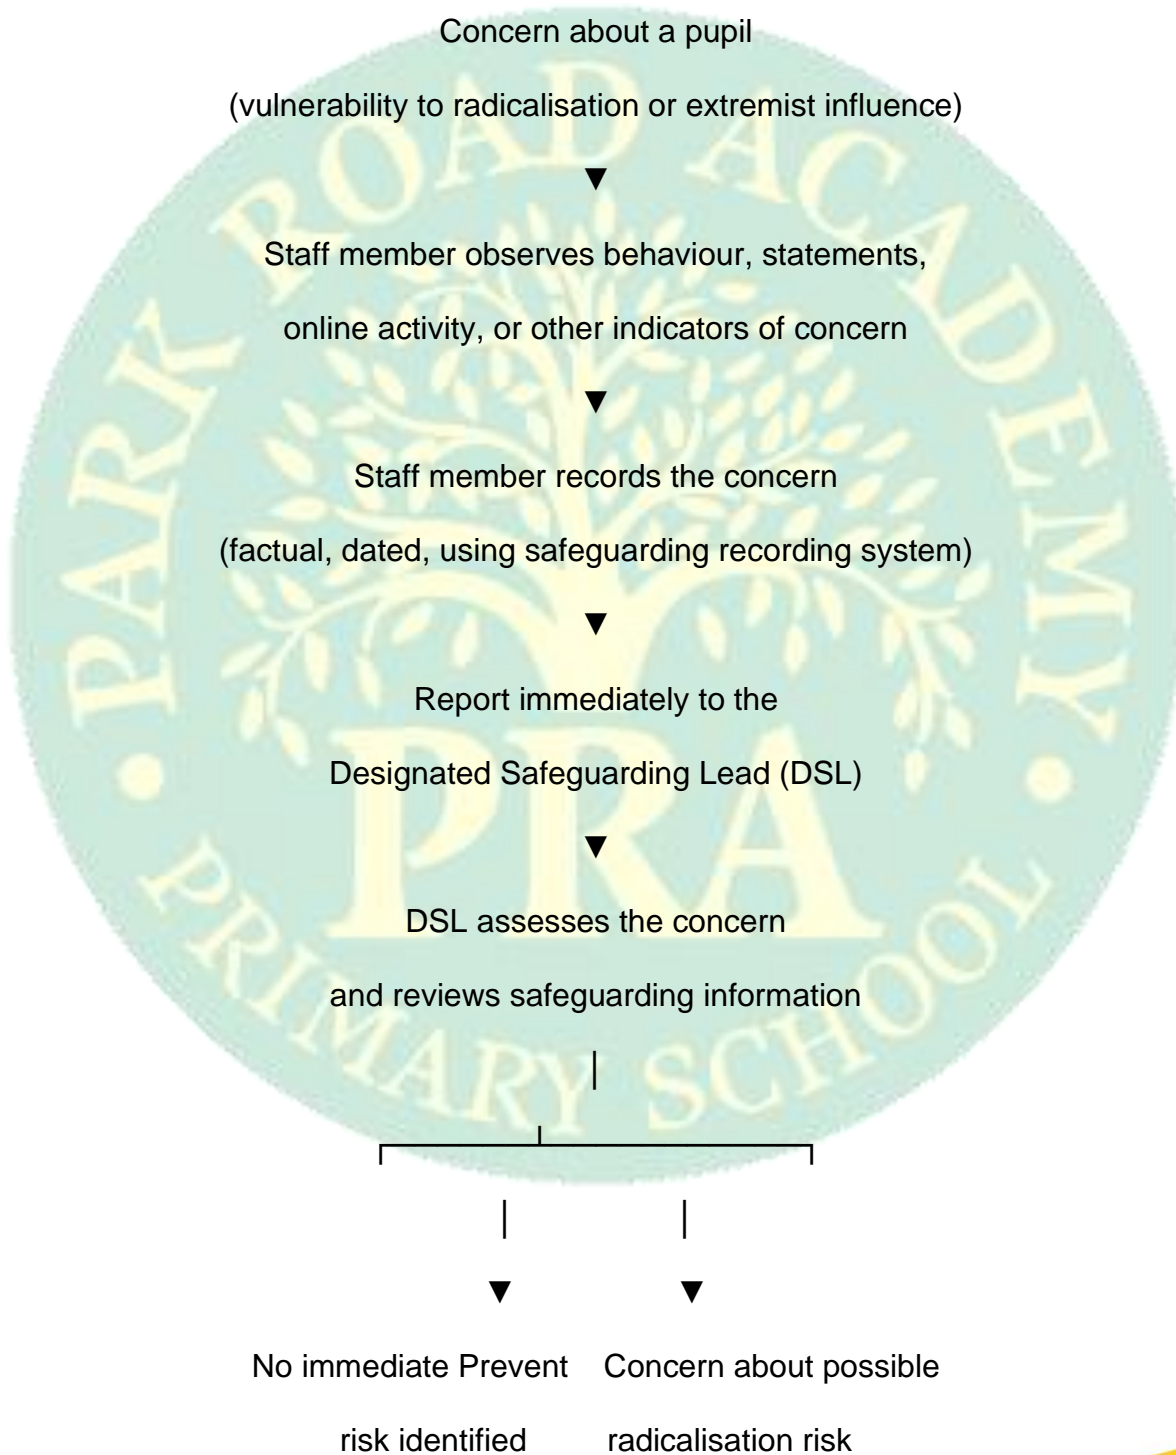 Concern about a pupil
(vulnerability to radicalisation or extremist influence)
Staff member observes behaviour, statements,
online activity, or other indicators of concern
Staff member records the concern
(factual, dated, using safeguarding recording system)
Report immediately to the
Designated Safeguarding Lead (DSL)
DSL assesses the concern
and reviews safeguarding information
No immediate Prevent Concern about possible
risk identified radicalisation risk
PARK ROAD ACADEMY
PRA
PRIMARY SCHOOL